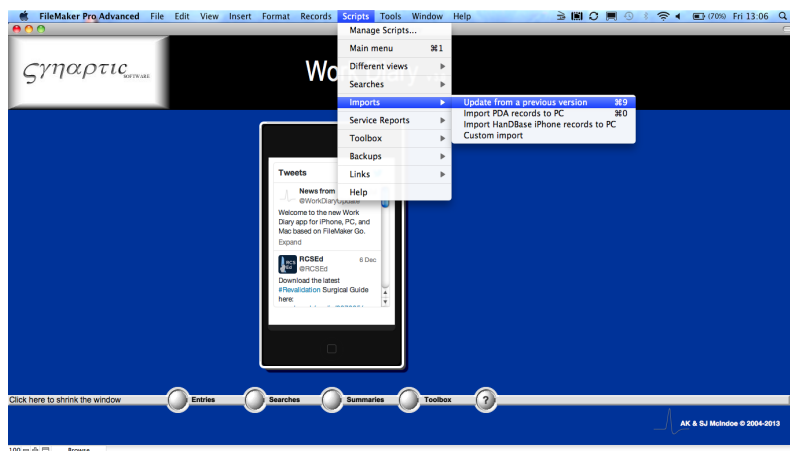 FileMaker Pro Advanced File Edit View Insert Format Records Scripts Tools Window Help (70%) Fri 13:06
Manage Scripts...
Main menu ⌘1
Different views
Searches
Imports
Service Reports
Toolbox
Backups
Links
Help
Update from a previous version ⌘9
Import PDA records to PC ⌘0
Import HanDBase iPhone records to PC
Custom import
ςγηαρτις
SOFTWARE
Tweets
News from
@WorkDiaryUpdate
Welcome to the new Work
Diary app for iPhone, PC, and
Mac based on FileMaker Go.
Expand
RCS
Ed
RCSEd 6 Dec
@RCSEd
Download the latest
#Revalidation Surgical Guide
here:
Click here to shrink the window Entries Searches Summaries Toolbox ?
AK & SJ McIndoe © 2004-2013
100 Browse